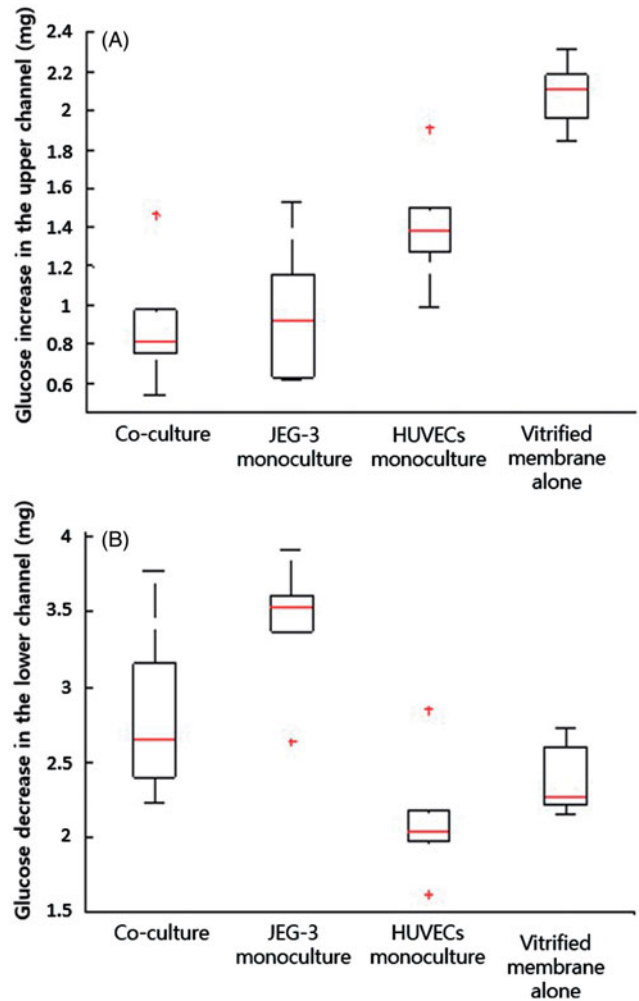 (A)
Glucose increase in the upper channel (mg)
2.4
2.2
2
1.8
1.6
1.4
1.2
1
0.8
0.6
Co-culture
JEG-3
monoculture
HUVECs
monoculture
Vitrified
membrane
alone
(B)
Glucose decrease in the lower channel (mg)
4
3.5
3
2.5
2
1.5
Co-culture
JEG-3
monoculture
HUVECs
monoculture
Vitrified
membrane
alone